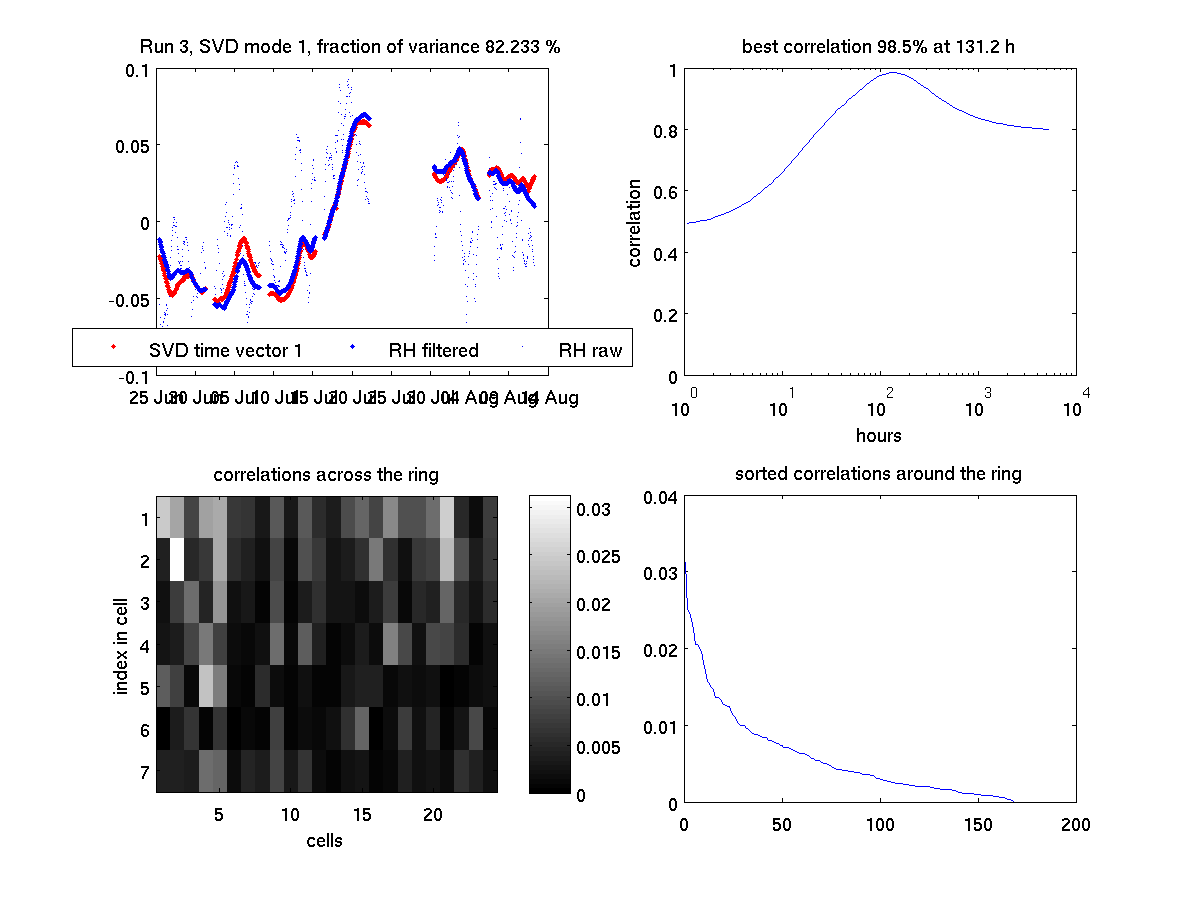 Run 3, SVD mode 1, fraction of variance 82.233 %
0.1
0.05
0
-0.05
-0.1
SVD time vector 1
RH filtered
RH raw
25 Jun 30 Jun 05 Jul 10 Jul 15 Jul 20 Jul 25 Jul 30 Jul 04 Aug 09 Aug 14 Aug
best correlation 98.5% at 131.2 h
1
0.8
0.6
0.4
0.2
0
correlation
10^0 10^1 10^2 10^3 10^4
hours
correlations across the ring
1
2
3
4
5
6
7
index in cell
5 10 15 20
cells
0.03
0.025
0.02
0.015
0.01
0.005
0
sorted correlations around the ring
0.04
0.03
0.02
0.01
0
0 50 100 150 200